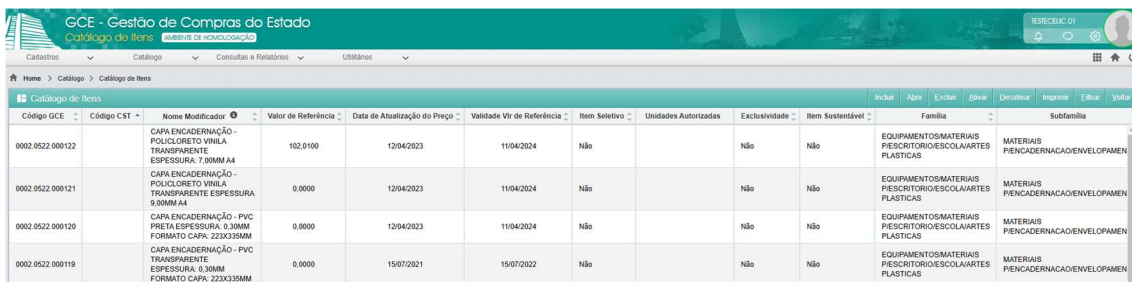 GCE - Gestão de Compras do Estado
Catálogo de Itens AMBIENTE DE HOMOLOGAÇÃO
TESTECELIC 01
Cadastros Catálogo Consultas e Relatórios Utilitários
Home > Catálogo > Catálogo de Itens
Catálogo de Itens Incluir Abrir Excluir Ativar Desativar Imprimir Filtrar Voltar
Código GCE Código CST Nome Modificador Valor de Referência Data de Atualização do Preço Validade Vlr de Referência Item Seletivo Unidades Autorizadas Exclusividade Item Sustentável Família Subfamília
0002.0522.000122 CAPA ENCADERNAÇÃO - POLICLORETO VINILA TRANSPARENTE ESPESSURA: 7,00MM A4 102,0100 12/04/2023 11/04/2024 Não Não Não EQUIPAMENTOS/MATERIAIS P/ESCRITORIO/ESCOLA/ARTES PLASTICAS MATERIAIS P/ENCADERNACAO/ENVELOPAMEN
0002.0522.000121 CAPA ENCADERNAÇÃO - POLICLORETO VINILA TRANSPARENTE ESPESSURA 9,00MM A4 0,0000 12/04/2023 11/04/2024 Não Não Não EQUIPAMENTOS/MATERIAIS P/ESCRITORIO/ESCOLA/ARTES PLASTICAS MATERIAIS P/ENCADERNACAO/ENVELOPAMEN
0002.0522.000120 CAPA ENCADERNAÇÃO - PVC PRETA ESPESSURA: 0,30MM FORMATO CAPA: 223X335MM 0,0000 12/04/2023 11/04/2024 Não Não Não EQUIPAMENTOS/MATERIAIS P/ESCRITORIO/ESCOLA/ARTES PLASTICAS MATERIAIS P/ENCADERNACAO/ENVELOPAMEN
0002.0522.000119 CAPA ENCADERNAÇÃO - PVC TRANSPARENTE ESPESSURA: 0,30MM FORMATO CAPA: 223X335MM 0,0000 15/07/2021 15/07/2022 Não Não Não EQUIPAMENTOS/MATERIAIS P/ESCRITORIO/ESCOLA/ARTES PLASTICAS MATERIAIS P/ENCADERNACAO/ENVELOPAMEN